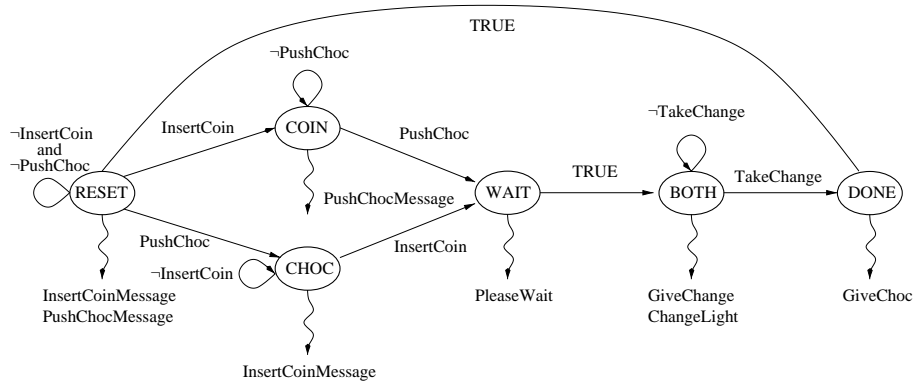 TRUE
¬PushChoc
¬TakeChange
¬InsertCoin
and
¬PushChoc
InsertCoin
COIN
PushChoc
TRUE
TakeChange
RESET
PushChocMessage
WAIT
BOTH
DONE
PushChoc
InsertCoin
¬InsertCoin
CHOC
InsertCoinMessage
PushChocMessage
PleaseWait
GiveChange
ChangeLight
GiveChoc
InsertCoinMessage